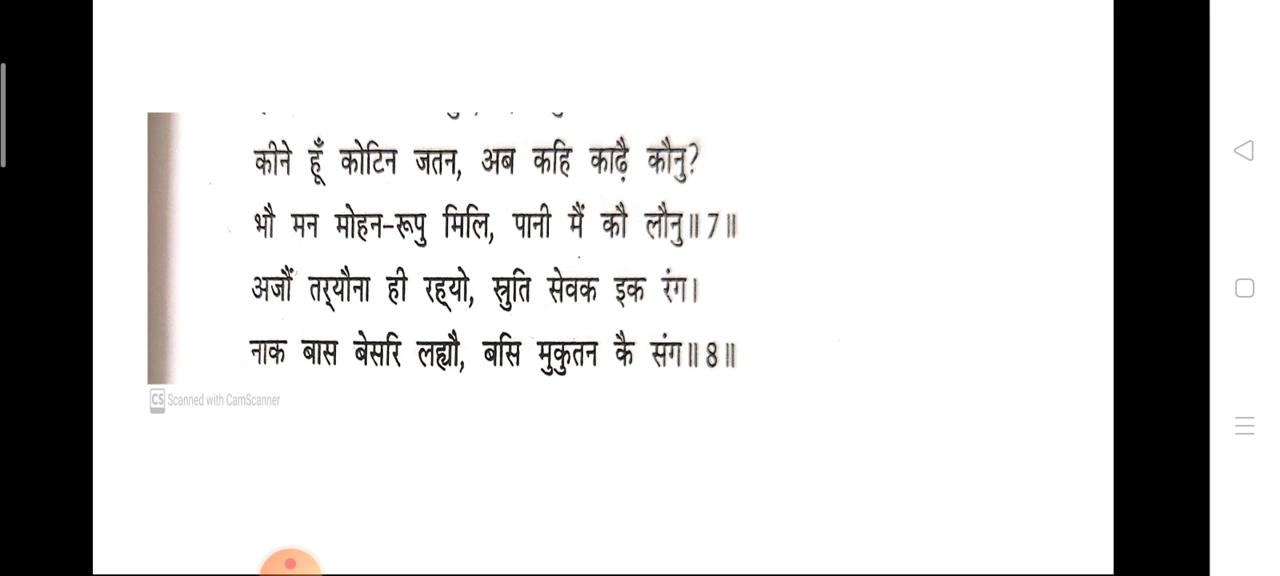 कीने हूँ कोटिन जतन, अब कहि काढ़ै कौनु?
भौ मन मोहन-रूपु मिलि, पानी मैं कौ लौनु॥7॥
अजौं तर्‌यौना ही रह्‌यो, स्रुति सेवक इक रंग।
नाक बास बेसरि लह्यौ, बसि मुकुतन कै संग॥8॥
CS Scanned with CamScanner